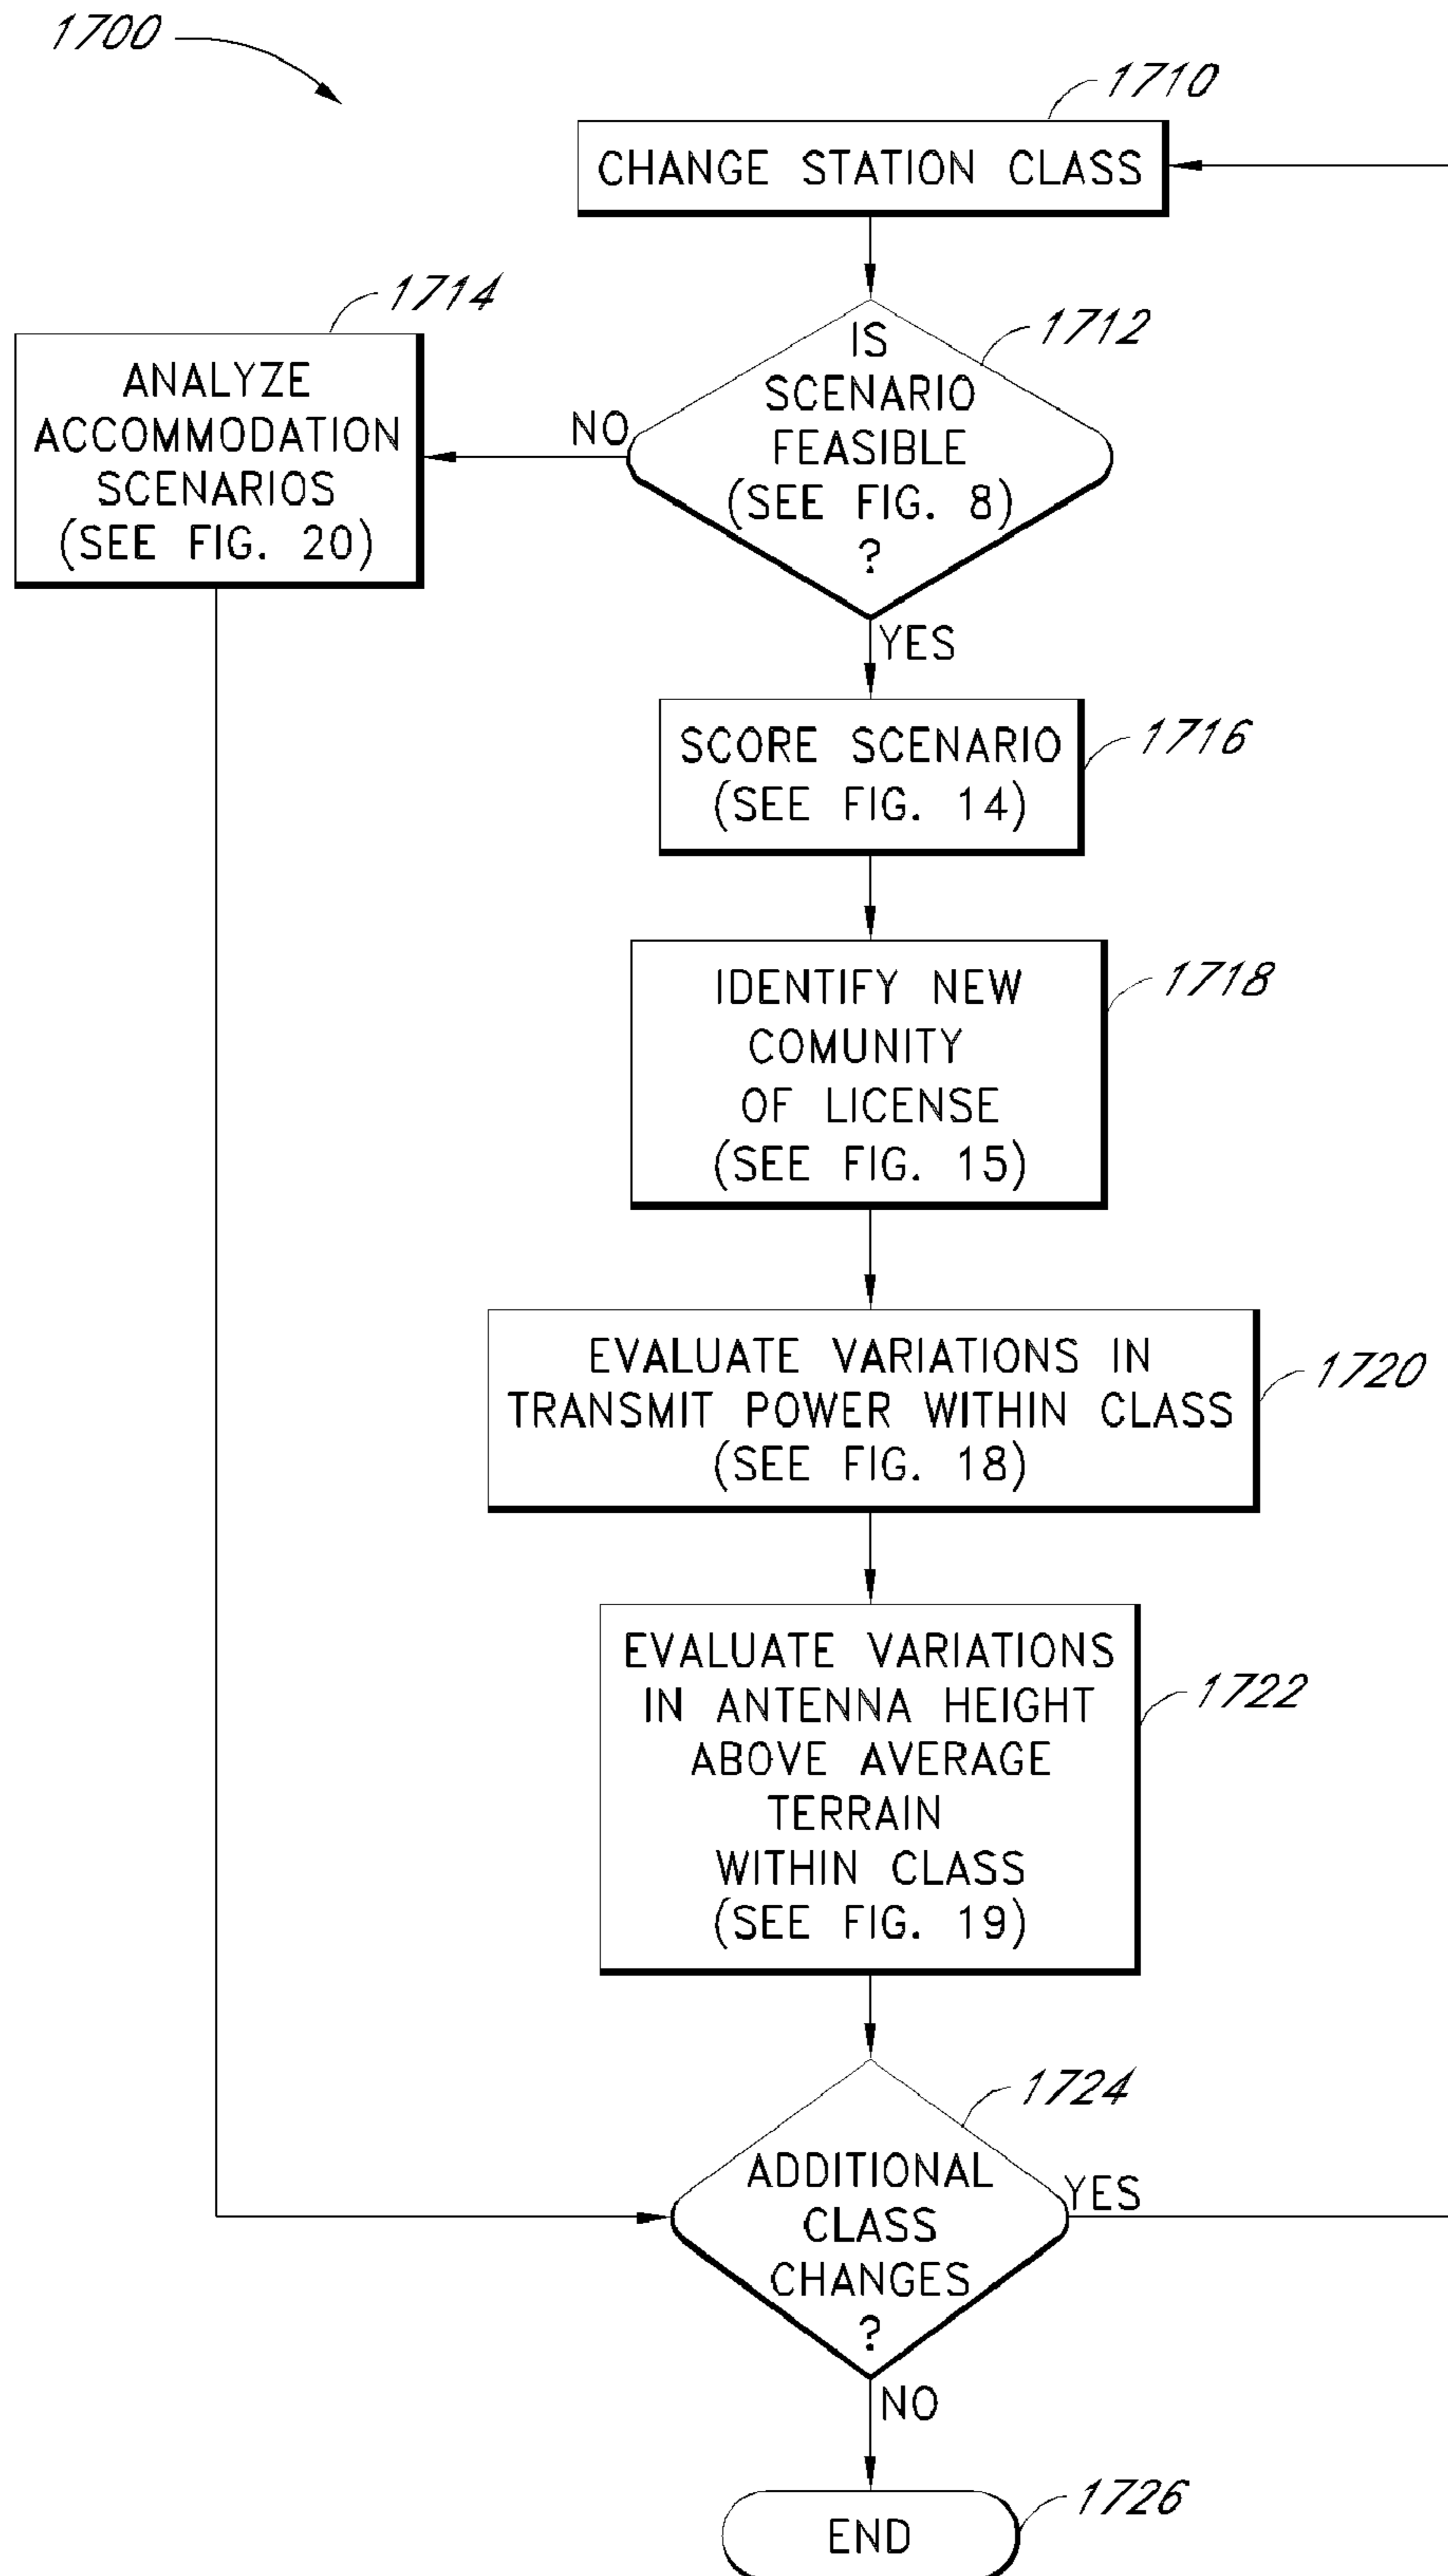 1700
1710
CHANGE STATION CLASS
1712
IS
SCENARIO
FEASIBLE
(SEE FIG. 8)
?
NO
1714
ANALYZE
ACCOMMODATION
SCENARIOS
(SEE FIG. 20)
YES
SCORE SCENARIO
(SEE FIG. 14)
1716
IDENTIFY NEW
COMUNITY
OF LICENSE
(SEE FIG. 15)
1718
EVALUATE VARIATIONS IN
TRANSMIT POWER WITHIN CLASS
(SEE FIG. 18)
1720
EVALUATE VARIATIONS
IN ANTENNA HEIGHT
ABOVE AVERAGE
TERRAIN
WITHIN CLASS
(SEE FIG. 19)
1722
1724
ADDITIONAL
CLASS
CHANGES
?
YES
NO
1726
END